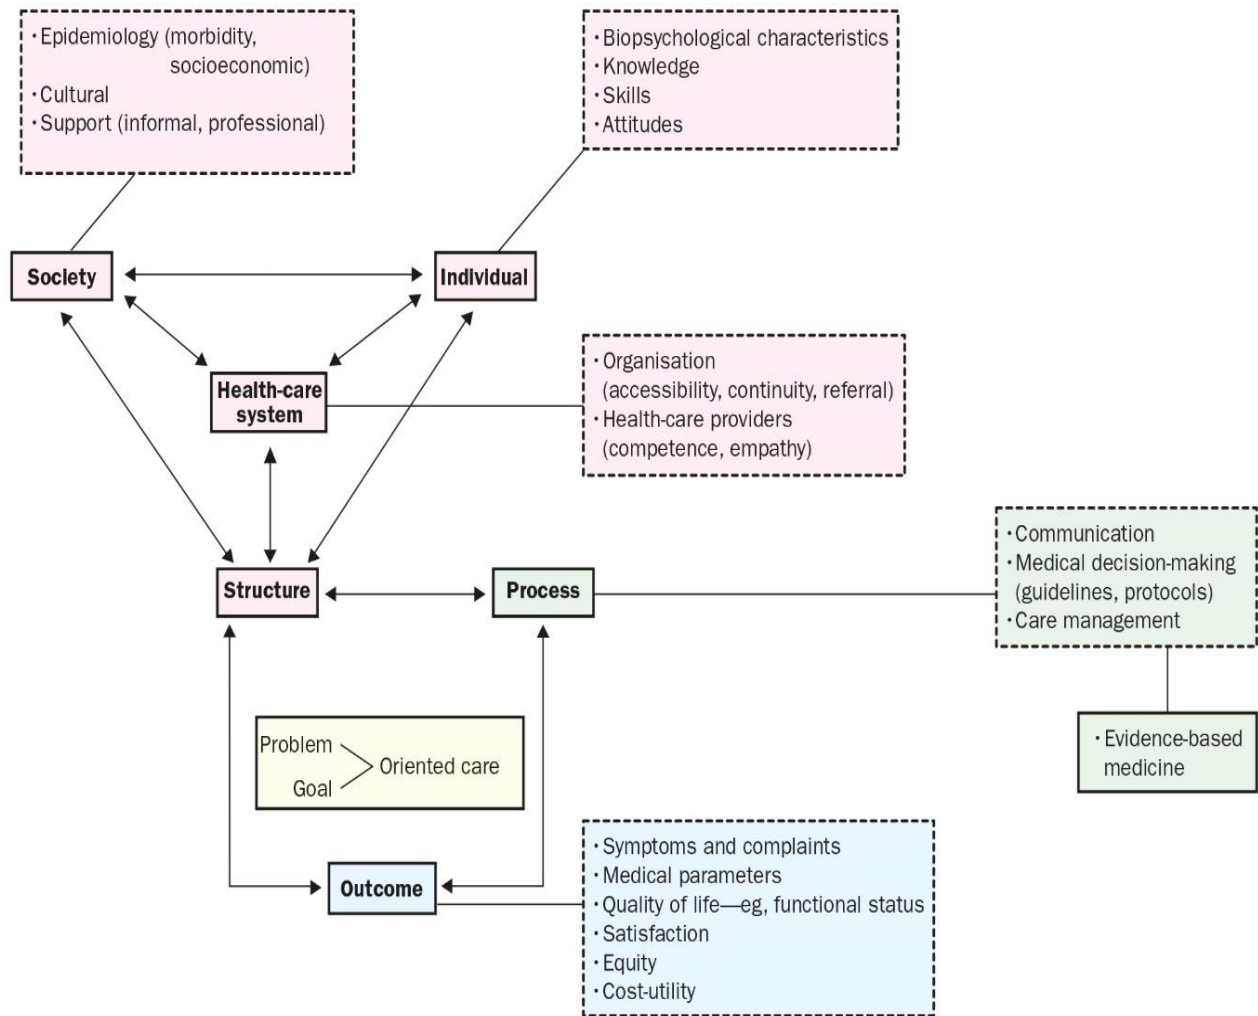 · Epidemiology (morbidity,
socioeconomic)
· Cultural
· Support (informal, professional)
· Biopsychological characteristics
· Knowledge
· Skills
· Attitudes
Society
Individual
Health-care
system
· Organisation
(accessibility, continuity, referral)
· Health-care providers
(competence, empathy)
Structure
Process
· Communication
· Medical decision-making
(guidelines, protocols)
· Care management
· Evidence-based
medicine
Problem
Oriented care
Goal
Outcome
· Symptoms and complaints
· Medical parameters
· Quality of life—eg, functional status
· Satisfaction
· Equity
· Cost-utility